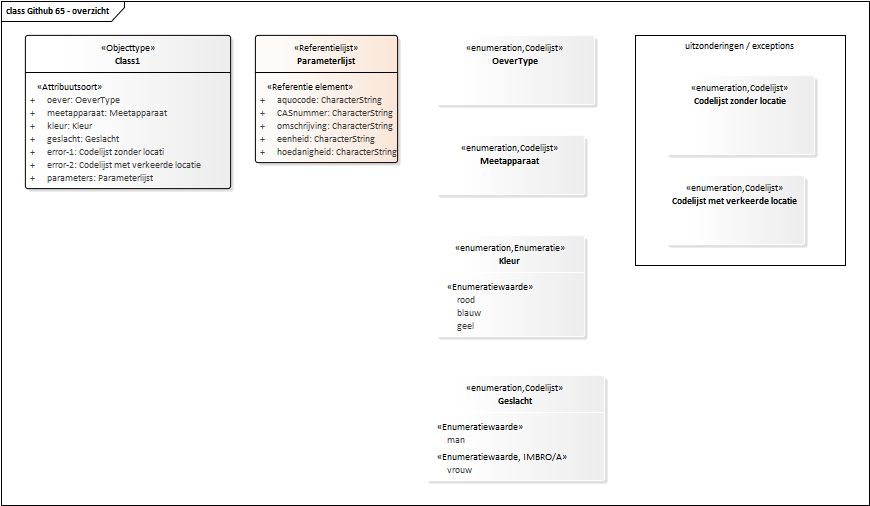 class Github 65 - overzicht
«Objecttype»
Class1
«Attribuutsoort»
+ oever: OeverType
+ meetapparaat: Meetapparaat
+ kleur: Kleur
+ geslacht: Geslacht
+ error-1: Codelijst zonder locati
+ error-2: Codelijst met verkeerde locatie
+ parameters: Parameterlijst
«Referentielijst»
Parameterlijst
«Referentie element»
+ aquocode: CharacterString
+ CASnummer: CharacterString
+ omschrijving: CharacterString
+ eenheid: CharacterString
+ hoedanigheid: CharacterString
«enumeration,Codelijst»
OeverType
«enumeration,Codelijst»
Meetapparaat
«enumeration,Enumeratie»
Kleur
«Enumeratiewaarde»
rood
blauw
geel
«enumeration,Codelijst»
Geslacht
«Enumeratiewaarde»
man
«Enumeratiewaarde, IMBRO/A»
vrouw
uitzonderingen / exceptions
«enumeration,Codelijst»
Codelijst zonder locatie
«enumeration,Codelijst»
Codelijst met verkeerde locatie